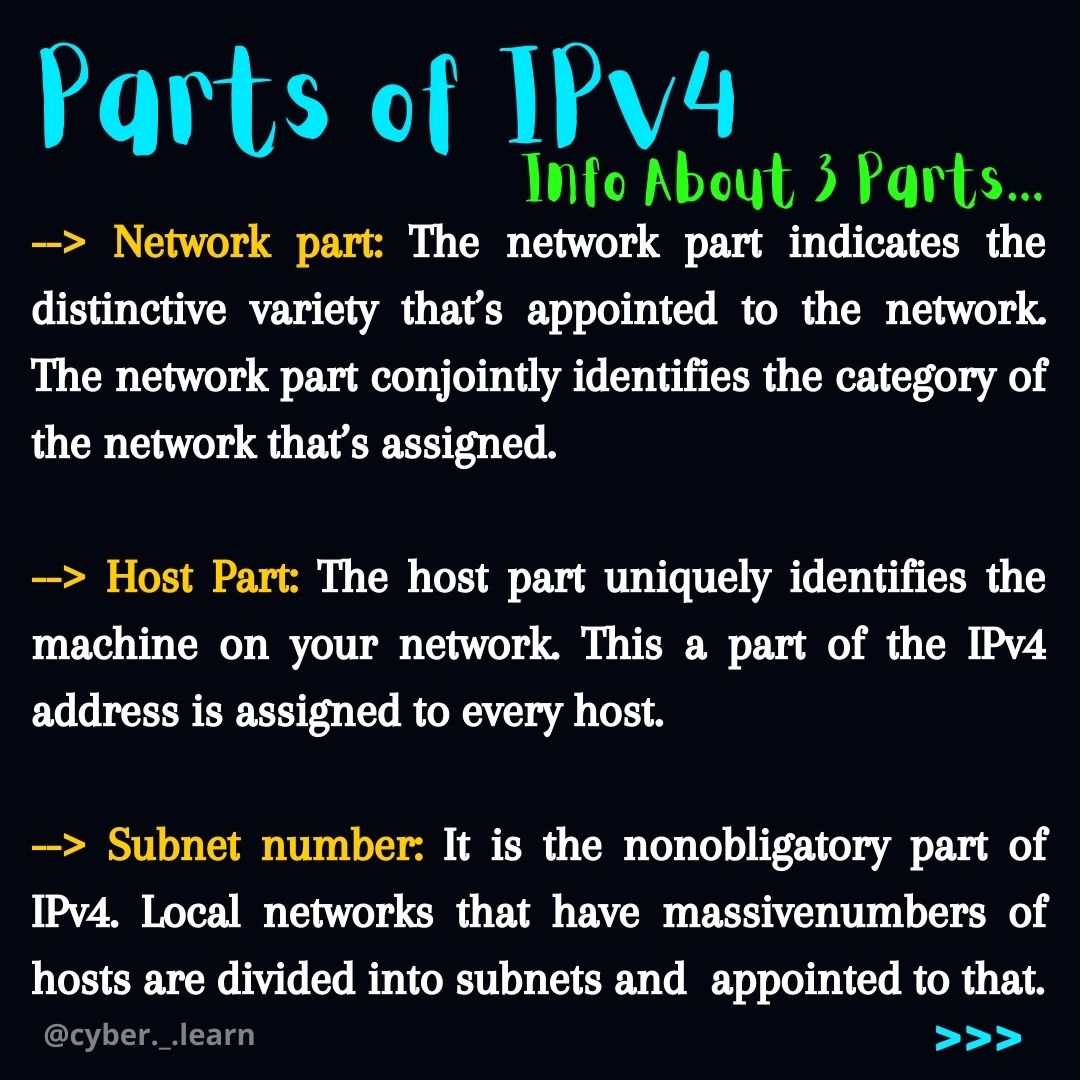 Parts of IPv4
Info About 3 Parts...
--> Network part: The network part indicates the
distinctive variety that’s appointed to the network.
The network part conjointly identifies the category of
the network that’s assigned.
--> Host Part: The host part uniquely identifies the
machine on your network. This a part of the IPv4
address is assigned to every host.
--> Subnet number: It is the nonobligatory part of
IPv4. Local networks that have massivenumbers of
hosts are divided into subnets and  appointed to that.
@cyber._.learn
>>>